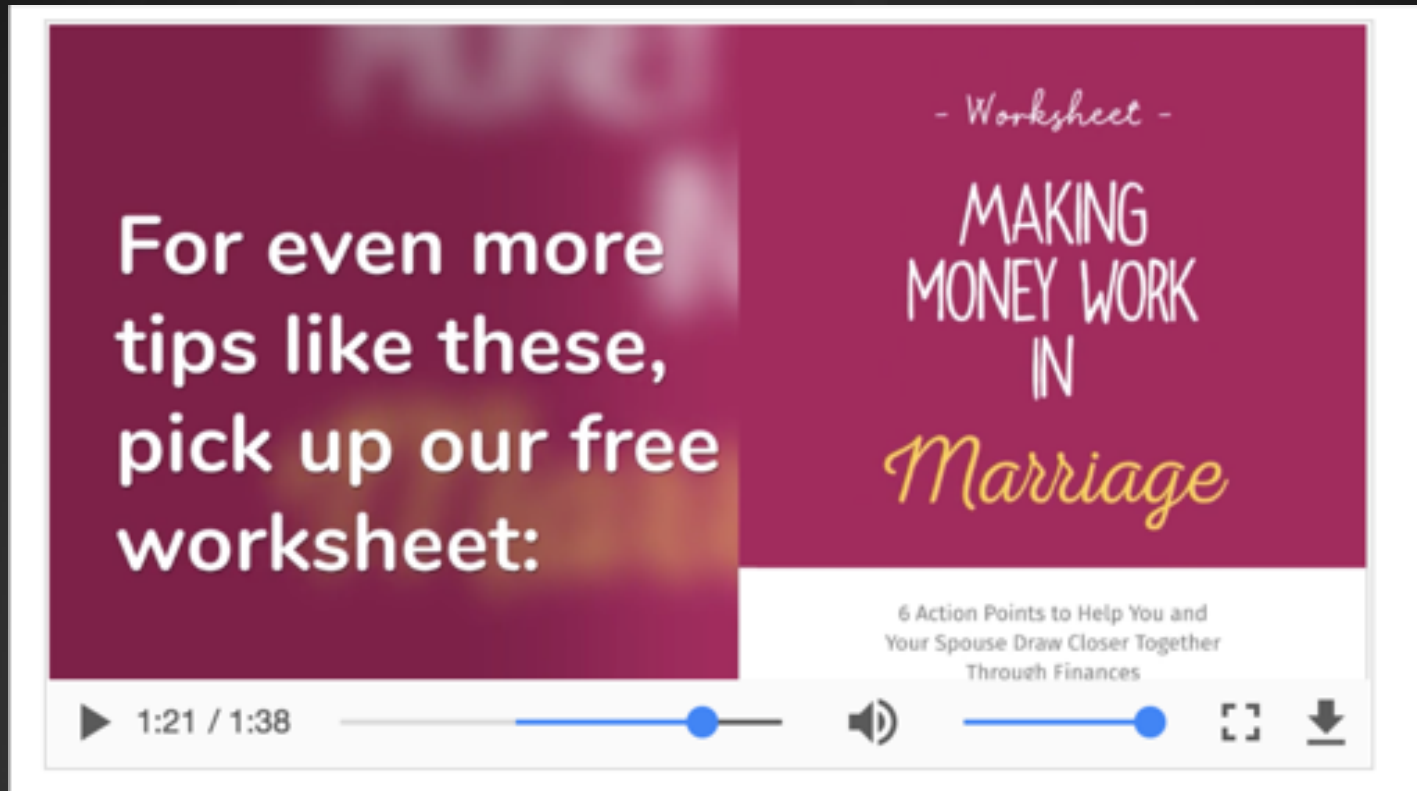 For even more
tips like these,
pick up our free
worksheet:
- Worksheet -
MAKING
MONEY WORK
IN
Marriage
6 Action Points to Help You and
Your Spouse Draw Closer Together
Through Finances
1:21 / 1:38